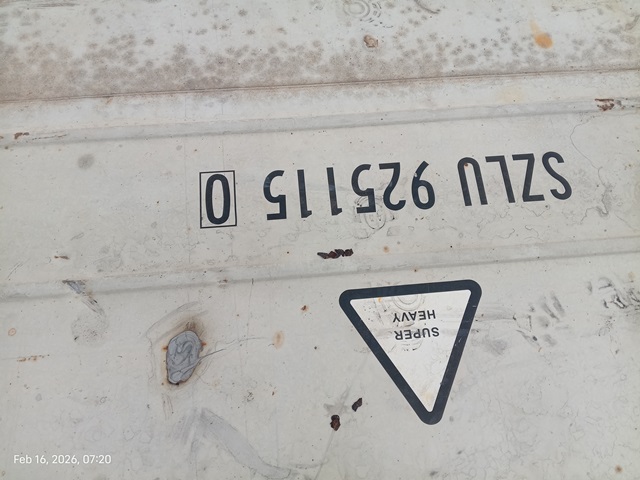 SZLU 925115 0
SUPER
HEAVY
Feb 16, 2026, 07:20